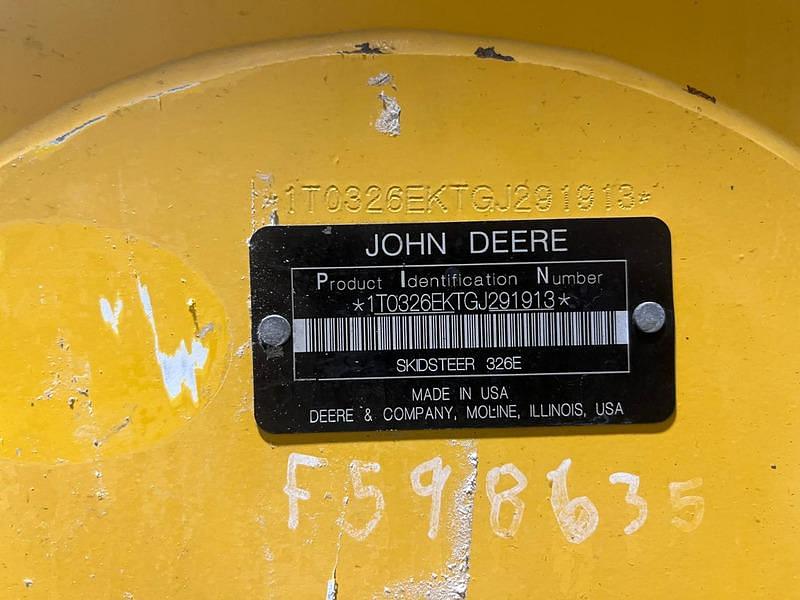 *1T0326EKTGJ291913*
JOHN DEERE
Product Identification Number
*1T0326EKTGJ291913*
SKIDSTEER 326E
MADE IN USA
DEERE & COMPANY, MOLINE, ILLINOIS, USA
F598635